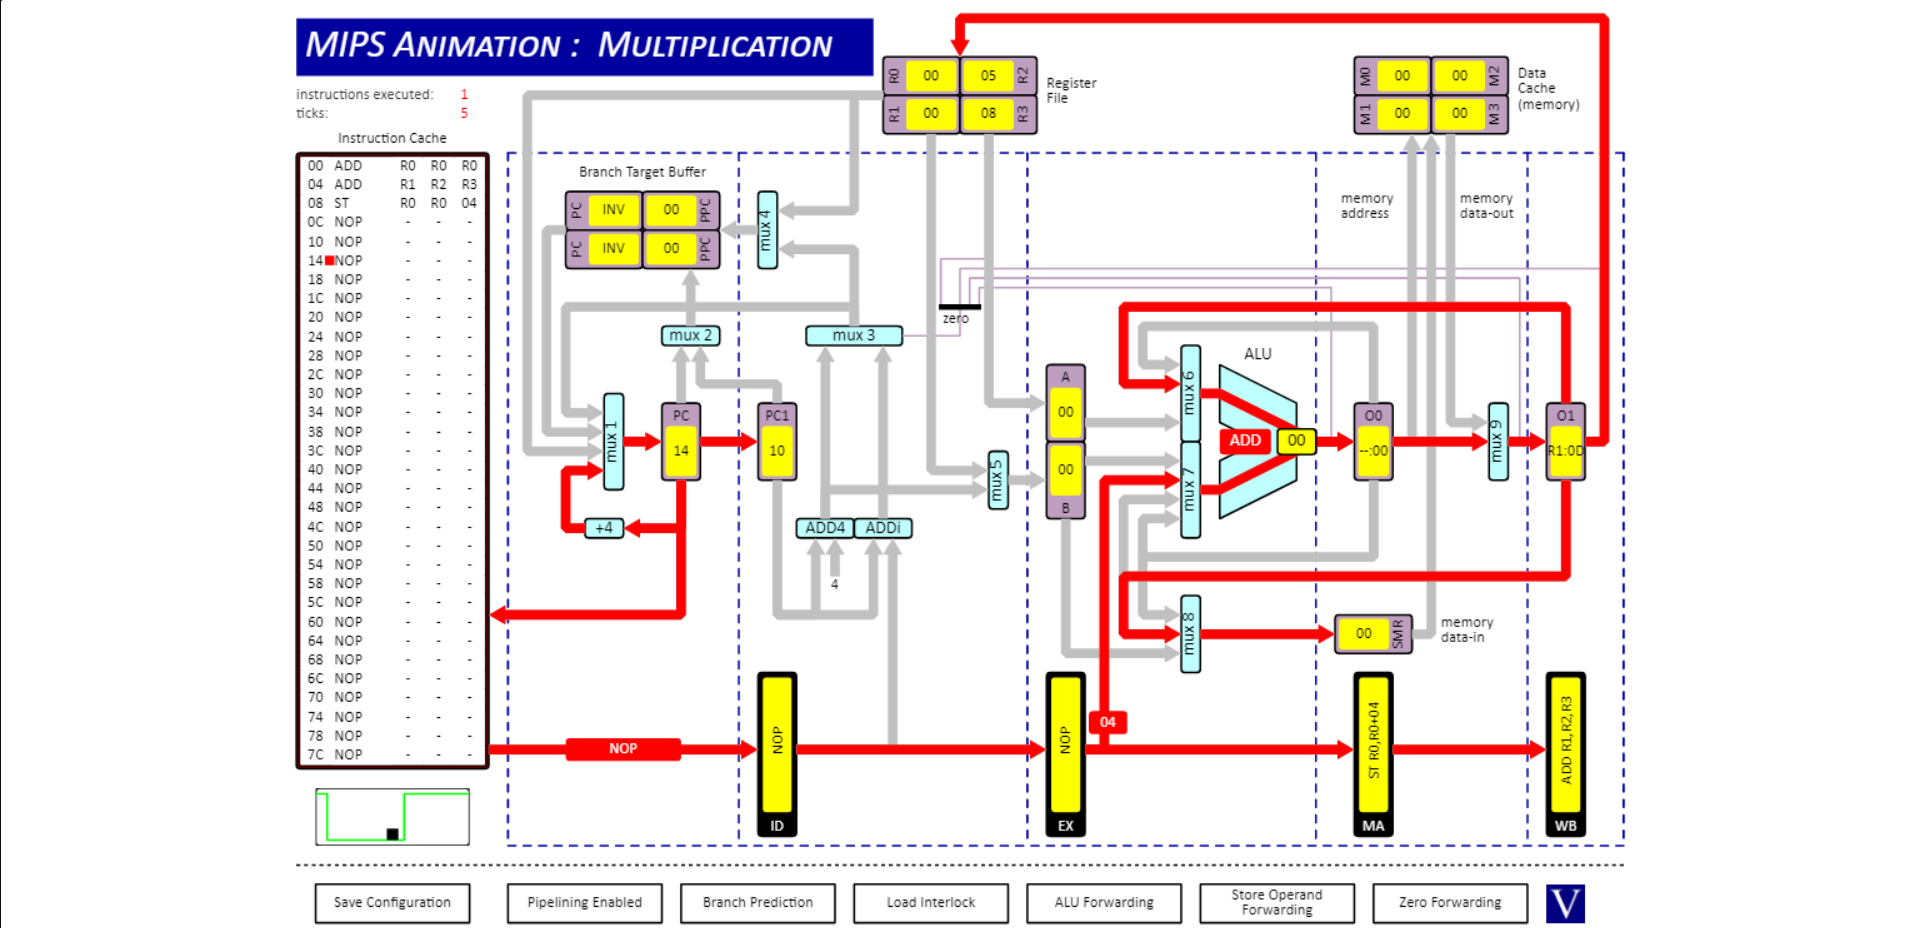 MIPS ANIMATION : MULTIPLICATION
instructions executed: 1
ticks: 5
Instruction Cache
00 ADD R0 R0 R0
04 ADD R1 R2 R3
08 ST R0 R0 04
0C NOP - - -
10 NOP - - -
14 NOP - - -
18 NOP - - -
1C NOP - - -
20 NOP - - -
24 NOP - - -
28 NOP - - -
2C NOP - - -
30 NOP - - -
34 NOP - - -
38 NOP - - -
3C NOP - - -
40 NOP - - -
44 NOP - - -
48 NOP - - -
4C NOP - - -
50 NOP - - -
54 NOP - - -
58 NOP - - -
5C NOP - - -
60 NOP - - -
64 NOP - - -
68 NOP - - -
6C NOP - - -
70 NOP - - -
74 NOP - - -
78 NOP - - -
7C NOP - - -
R0 00 05 R2
R1 00 08 R3
Register
File
M0 00 00 M2
M1 00 00 M3
Data
Cache
(memory)
Branch Target Buffer
PC INV 00 PPC
PC INV 00 PPC
mux 4
memory
address
memory
data-out
zero
mux 2
mux 3
ALU
mux 1
PC
14
PC1
10
mux 5
A
00
00
B
mux 6
mux 7
ADD
00
O0
--:00
mux 9
O1
R1:0D
+4
ADD4
ADDi
4
mux 8
00 SMR
memory
data-in
NOP
NOP
ID
NOP
EX
04
ST R0,R0+04
MA
ADD R1,R2,R3
WB
Save Configuration
Pipelining Enabled
Branch Prediction
Load Interlock
ALU Forwarding
Store Operand
Forwarding
Zero Forwarding
V